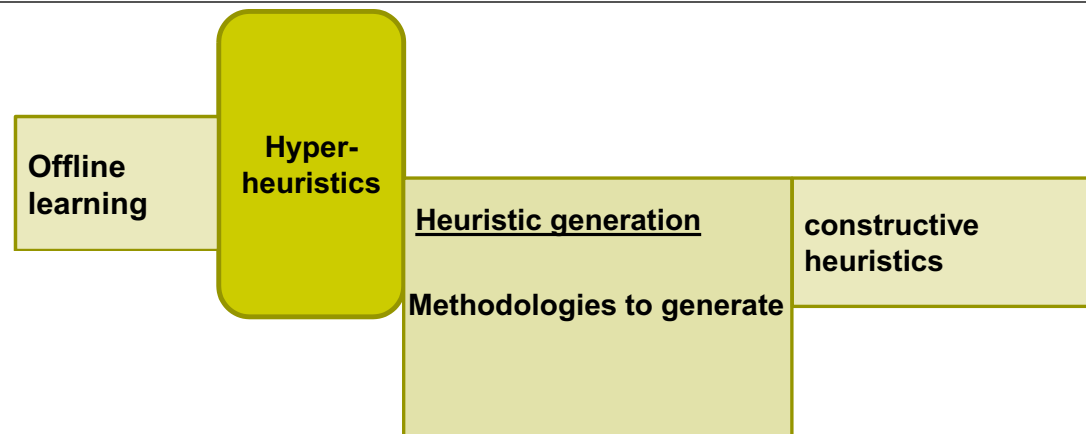 Offline
learning
Hyper-
heuristics
Heuristic generation
Methodologies to generate
constructive
heuristics